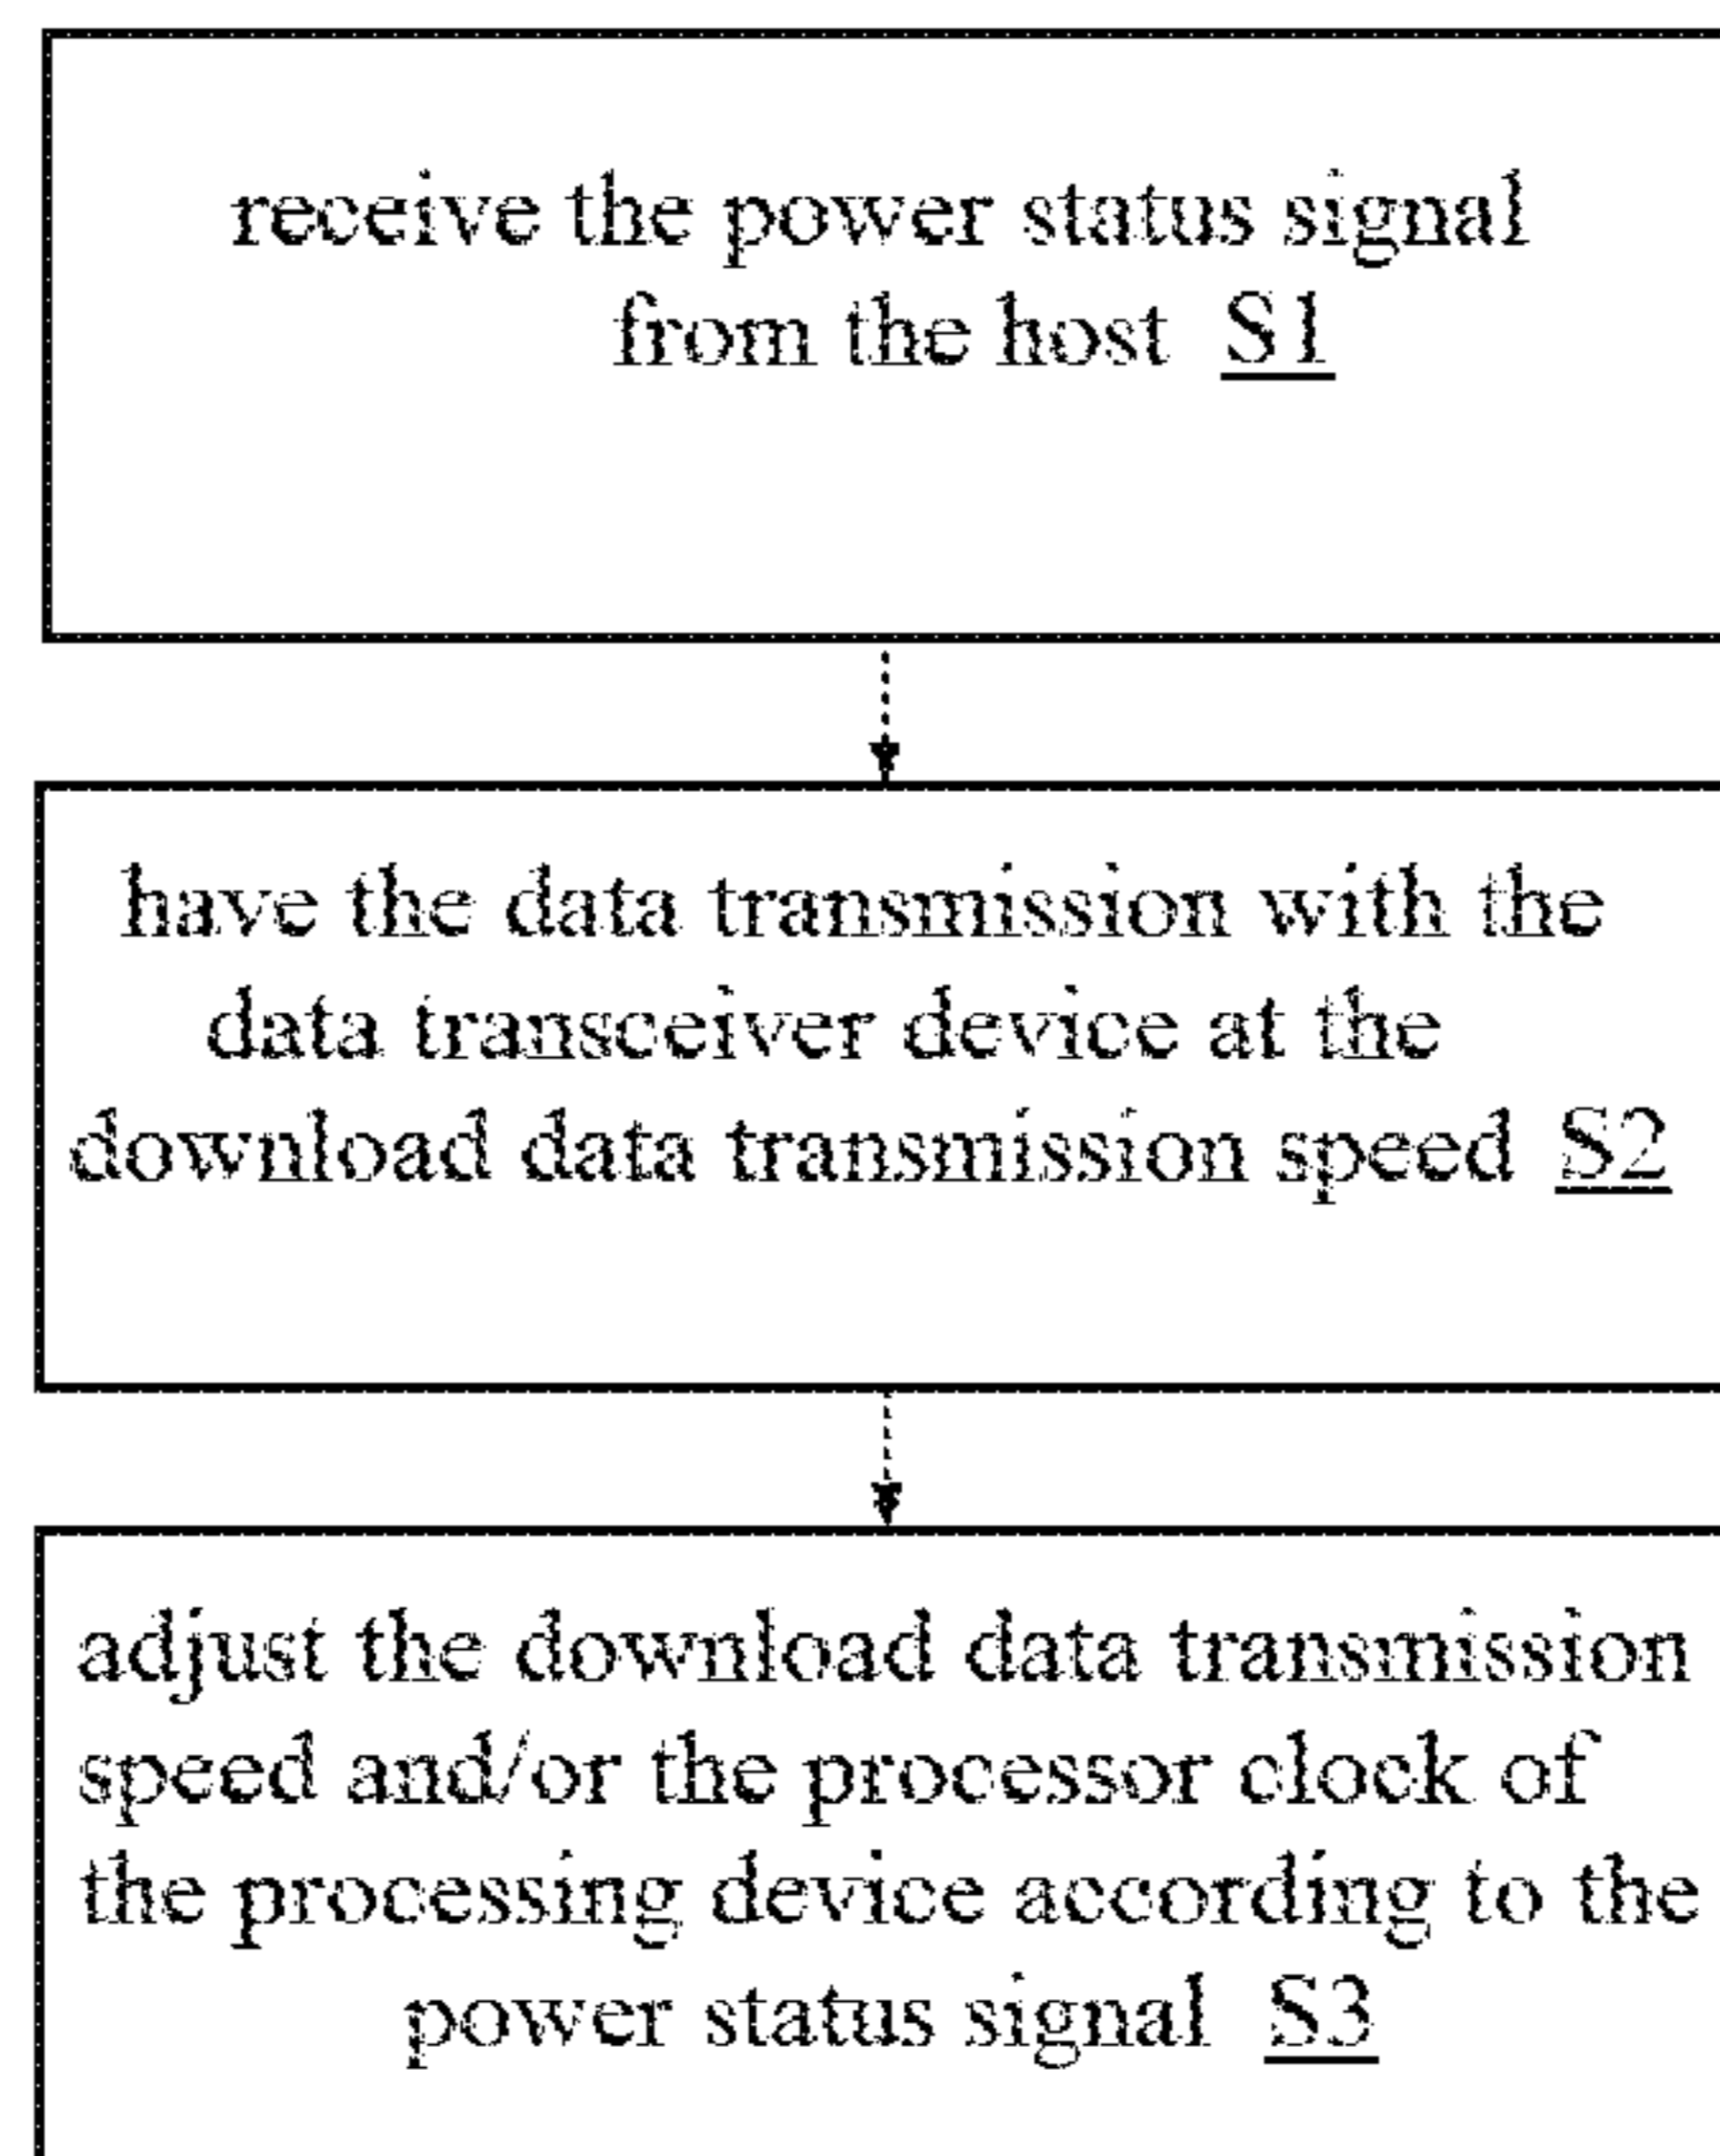 receive the power status signal
from the host S1
have the data transmission with the
data transceiver device at the
download data transmission speed S2
adjust the download data transmission
speed and/or the processor clock of
the processing device according to the
power status signal S3